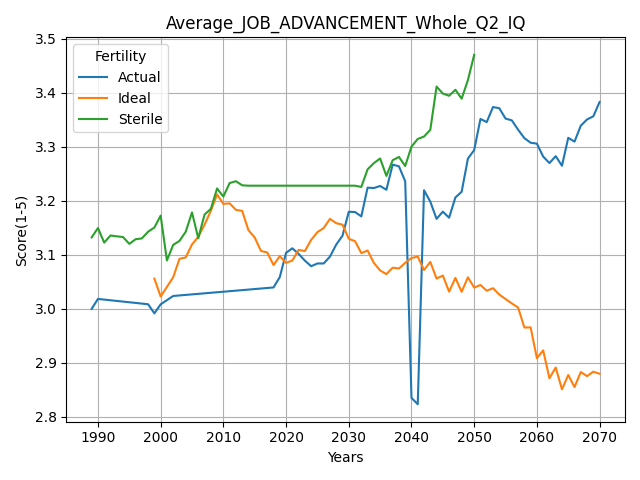 Average_JOB_ADVANCEMENT_Whole_Q2_IQ
Fertility
Actual
Ideal
Sterile
Score(1-5)
3.5
3.4
3.3
3.2
3.1
3.0
2.9
2.8
1990 2000 2010 2020 2030 2040 2050 2060 2070
Years